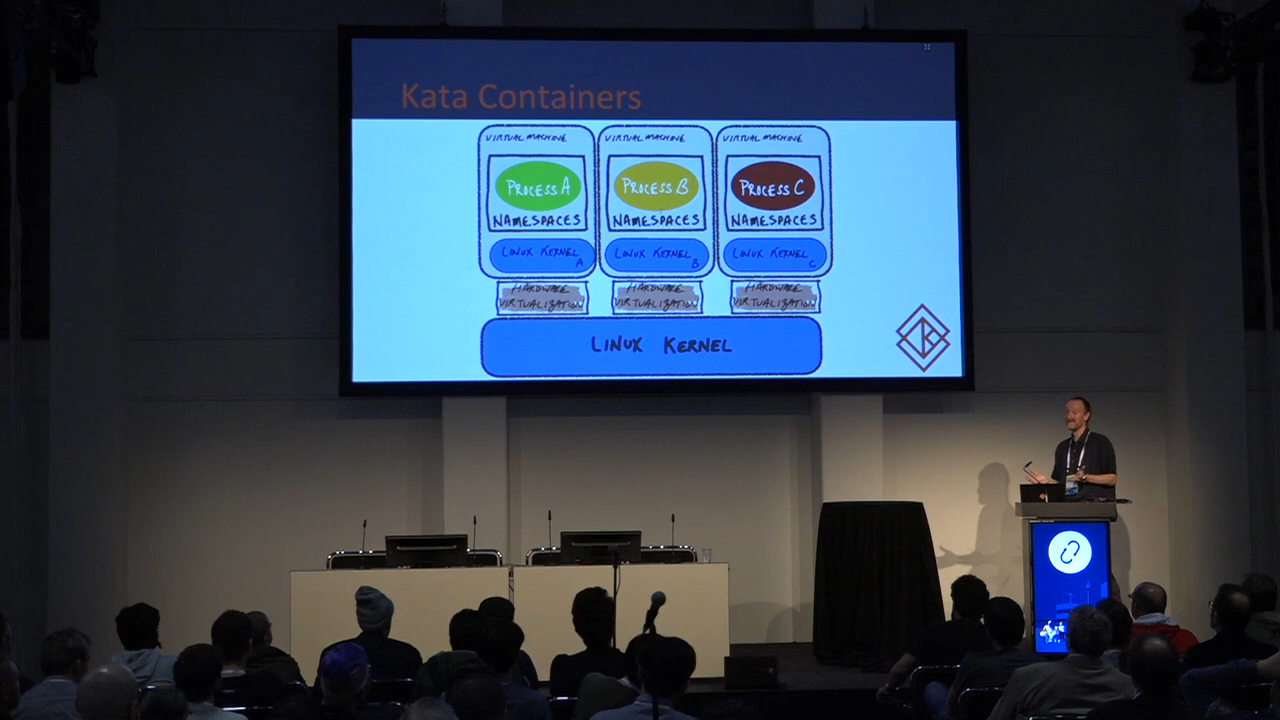 Kata Containers
VIRTUAL MACHINE VIRTUAL MACHINE VIRTUAL MACHINE
PROCESS A PROCESS B PROCESS C
NAMESPACES NAMESPACES NAMESPACES
LINUX KERNEL A LINUX KERNEL B LINUX KERNEL C
HARDWARE VIRTUALIZATION HARDWARE VIRTUALIZATION HARDWARE VIRTUALIZATION
LINUX KERNEL